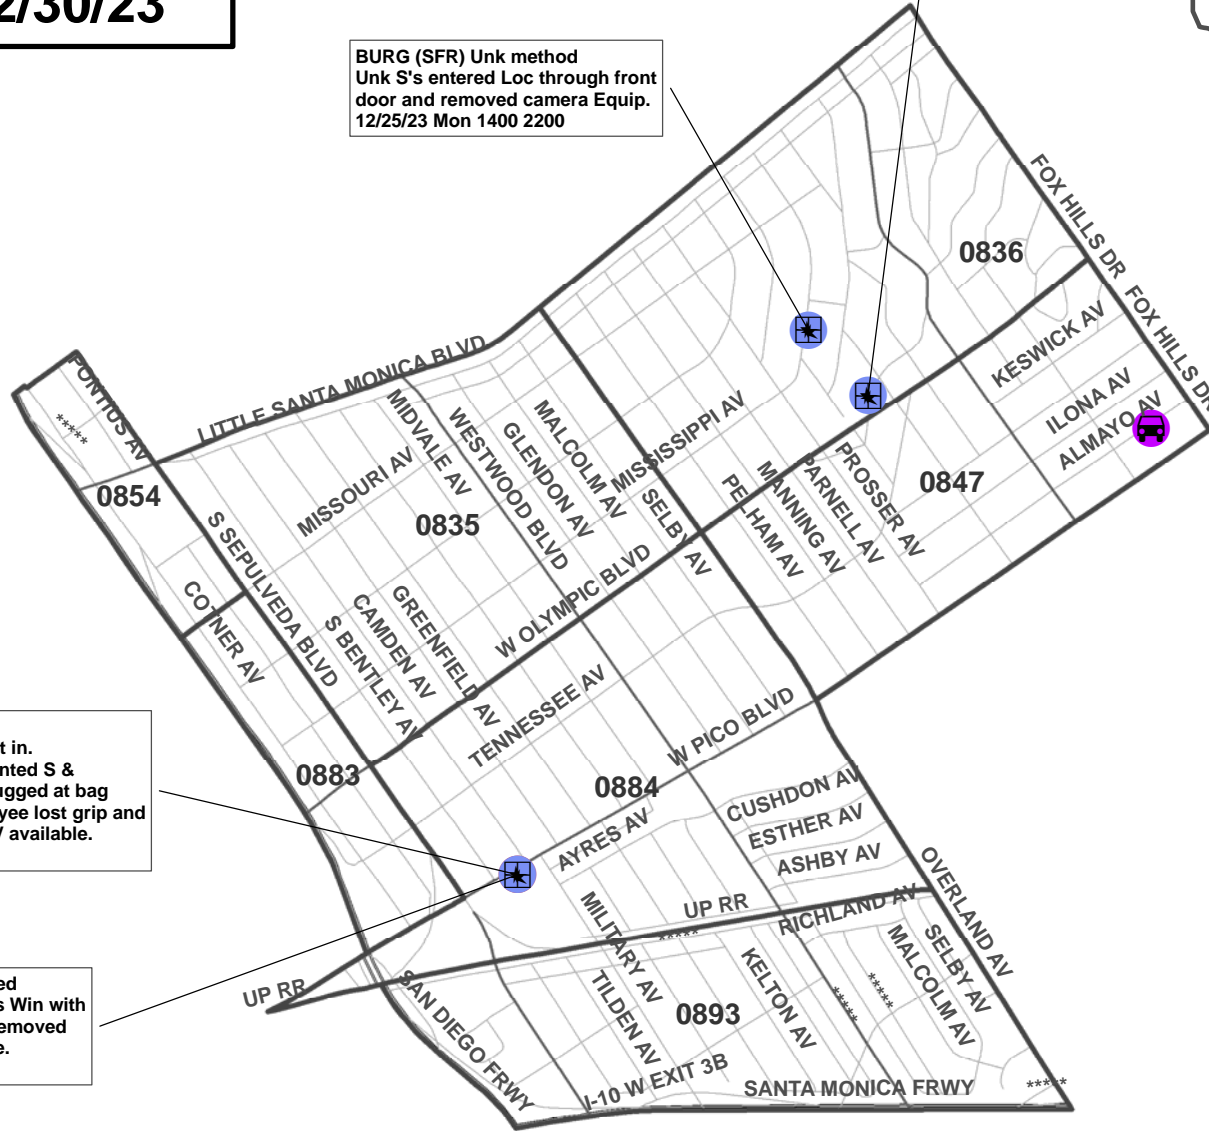 2/30/23
BURG (SFR) Unk method
Unk S's entered Loc through front
door and removed camera Equip.
12/25/23 Mon 1400 2200
FOX HILLS DR
FOX HILLS DR
0836
KESWICK AV
ILONA AV
ALMAYO AV
PONTIUS AV
*****
LITTLE SANTA MONICA BLVD
0854
MISSOURI AV
MIDVALE AV
0835
WESTWOOD BLVD
GLENDON AV
MALCOLM AV
MISSISSIPPI AV
SELBY AV
PELHAM AV
MANNING AV
PARNELL AV
PROSSER AV
0847
S SEPULVEDA BLVD
COTNER AV
GREENFIELD AV
CAMDEN AV
S BENTLEY AV
W OLYMPIC BLVD
TENNESSEE AV
W PICO BLVD
0883
0884
t in.
nted S &
ugged at bag
yee lost grip and
V available.
CUSHDON AV
ESTHER AV
ASHBY AV
AYRES AV
OVERLAND AV
UP RR
*****
RICHLAND AV
MILITARY AV
SELBY AV
MALCOLM AV
KELTON AV
TILDEN AV
*****
*****
0893
UP RR
ed
s Win with
emoved
e.
SAN DIEGO FRWY
I-10 W EXIT 3B
SANTA MONICA FRWY
*****